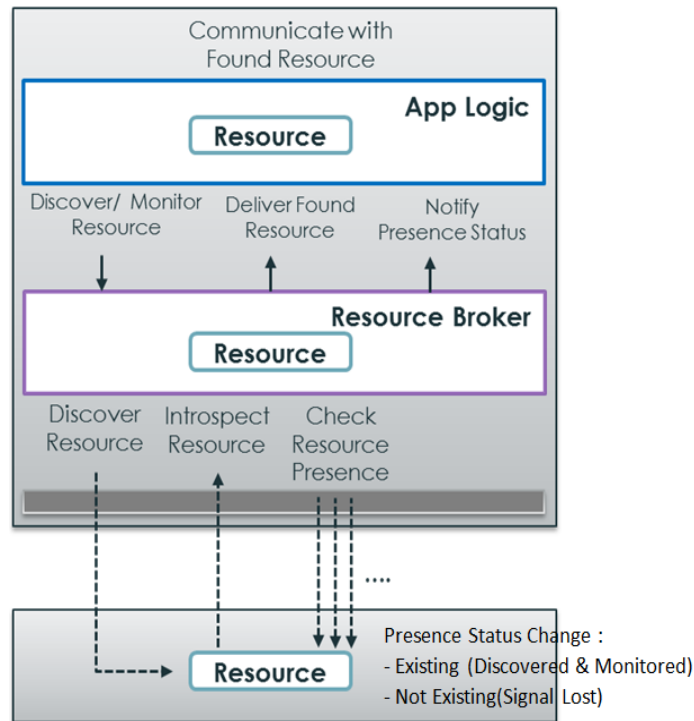 Communicate with
Found Resource
App Logic
Resource
Discover/ Monitor
Resource
Deliver Found
Resource
Notify
Presence Status
Resource Broker
Resource
Discover
Resource
Introspect
Resource
Check
Resource
Presence
....
Resource
Presence Status Change :
- Existing (Discovered & Monitored)
- Not Existing(Signal Lost)